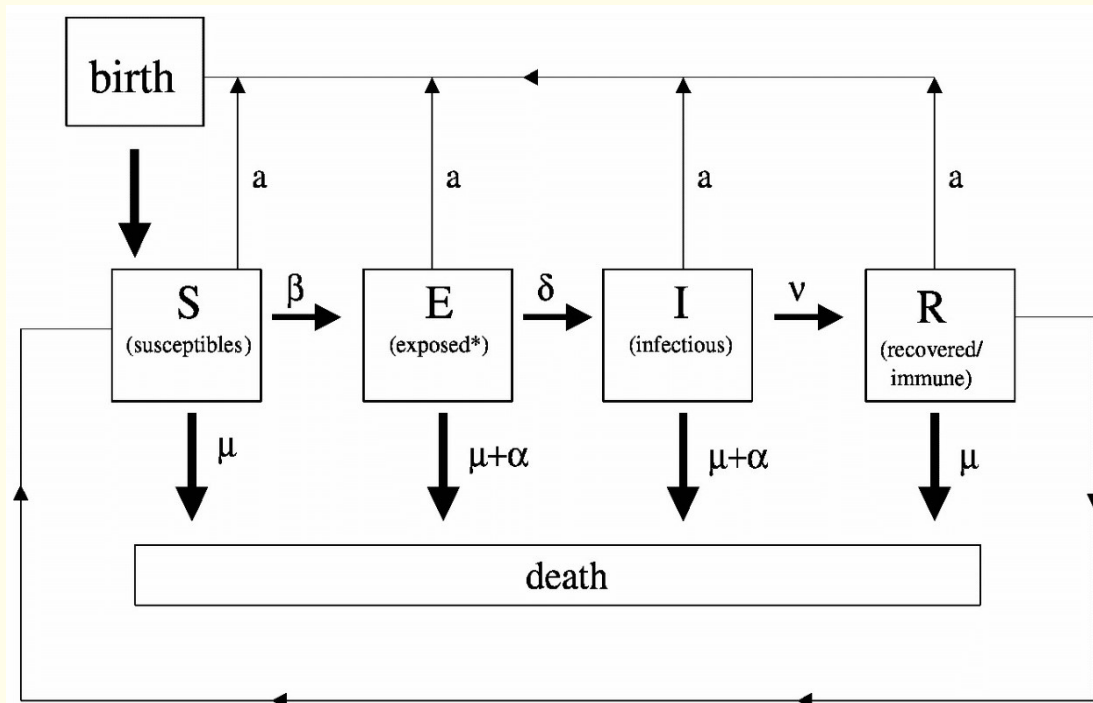 birth
a
a
a
a
S
(susceptibles)
β
E
(exposed*)
δ
I
(infectious)
ν
R
(recovered/
immune)
μ
μ+α
μ+α
μ
death